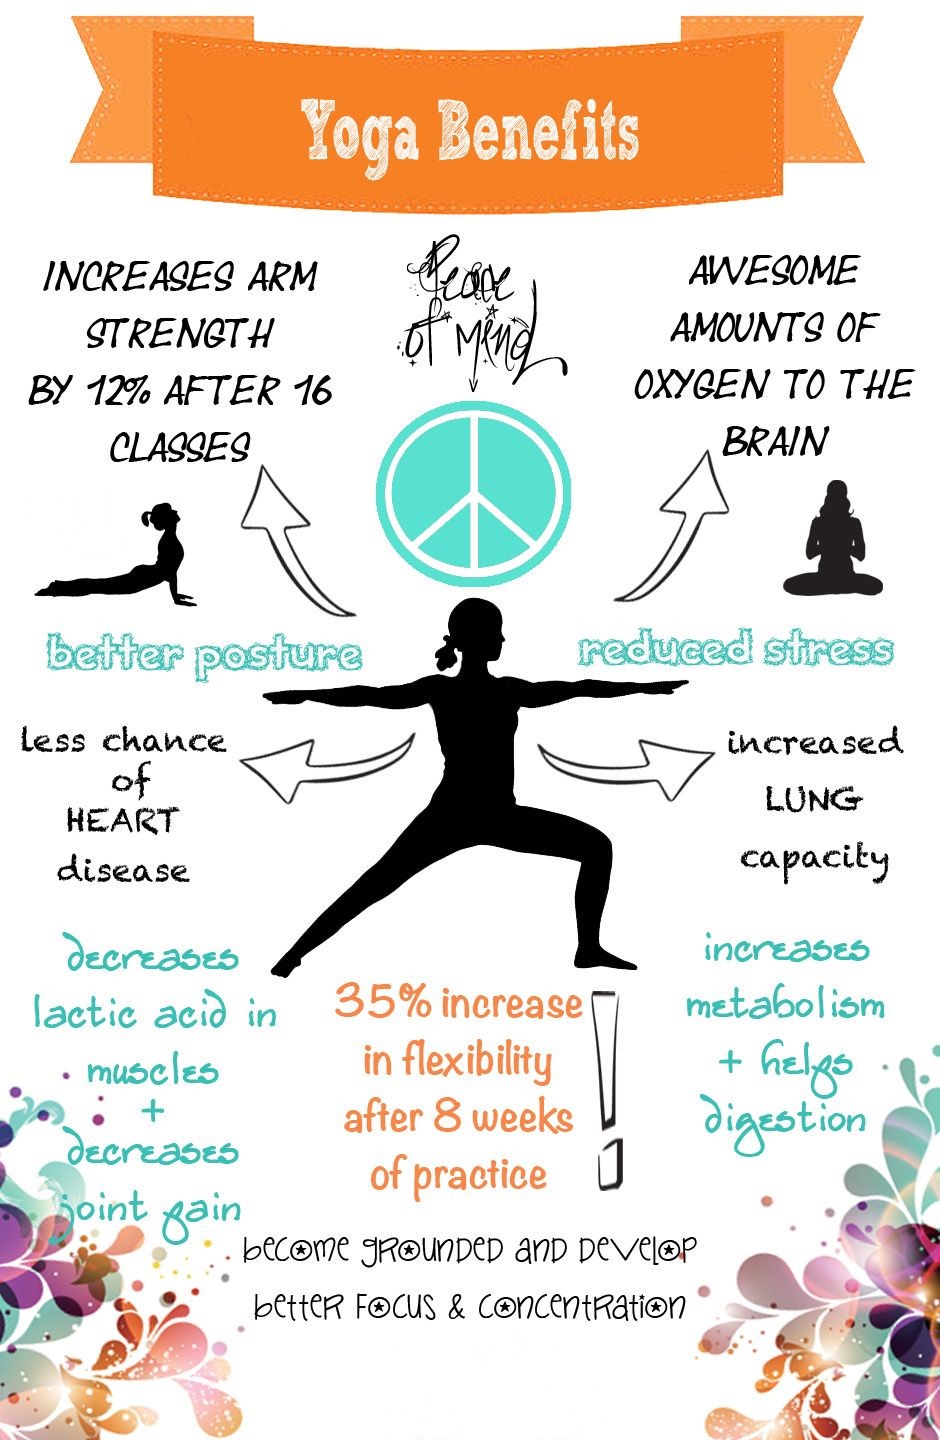 Yoga Benefits
INCREASES ARM
STRENGTH
BY 12% AFTER 16
CLASSES
Peace
of mind
AWESOME
AMOUNTS OF
OXYGEN TO THE
BRAIN
better posture
reduced stress
less chance
of
HEART
disease
increased
LUNG
capacity
decreases
lactic acid in
muscles
+
decreases
joint pain
35% increase
in flexibility
after 8 weeks
of practice
!
increases
metabolism
+ helps
digestion
become grounded and develop
better focus & concentration